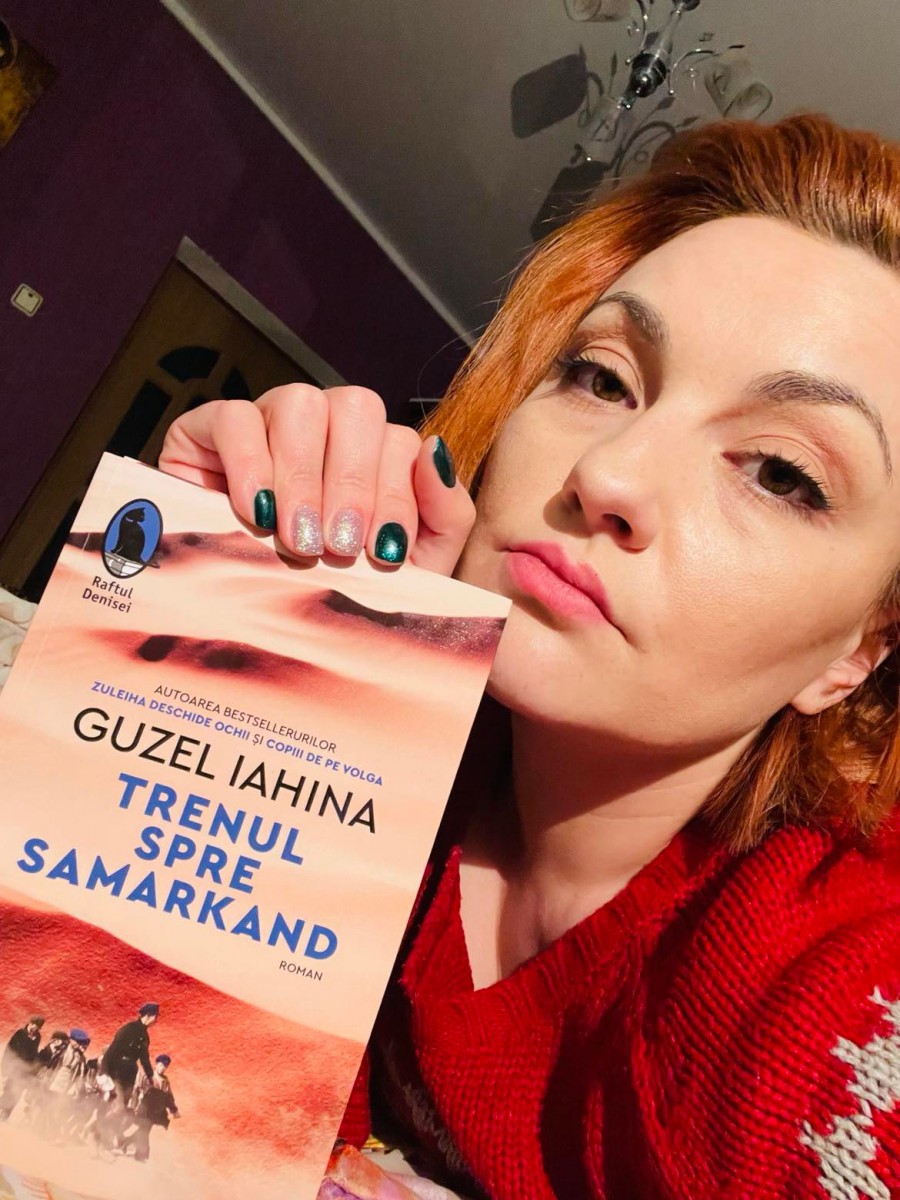 Raftul
Denisei
AUTOAREA BESTSELLERURILOR
ZULEIHA DESCHIDE OCHII ȘI COPIII DE PE VOLGA
GUZEL IAHINA
TRENUL
SPRE
SAMARKAND
ROMAN